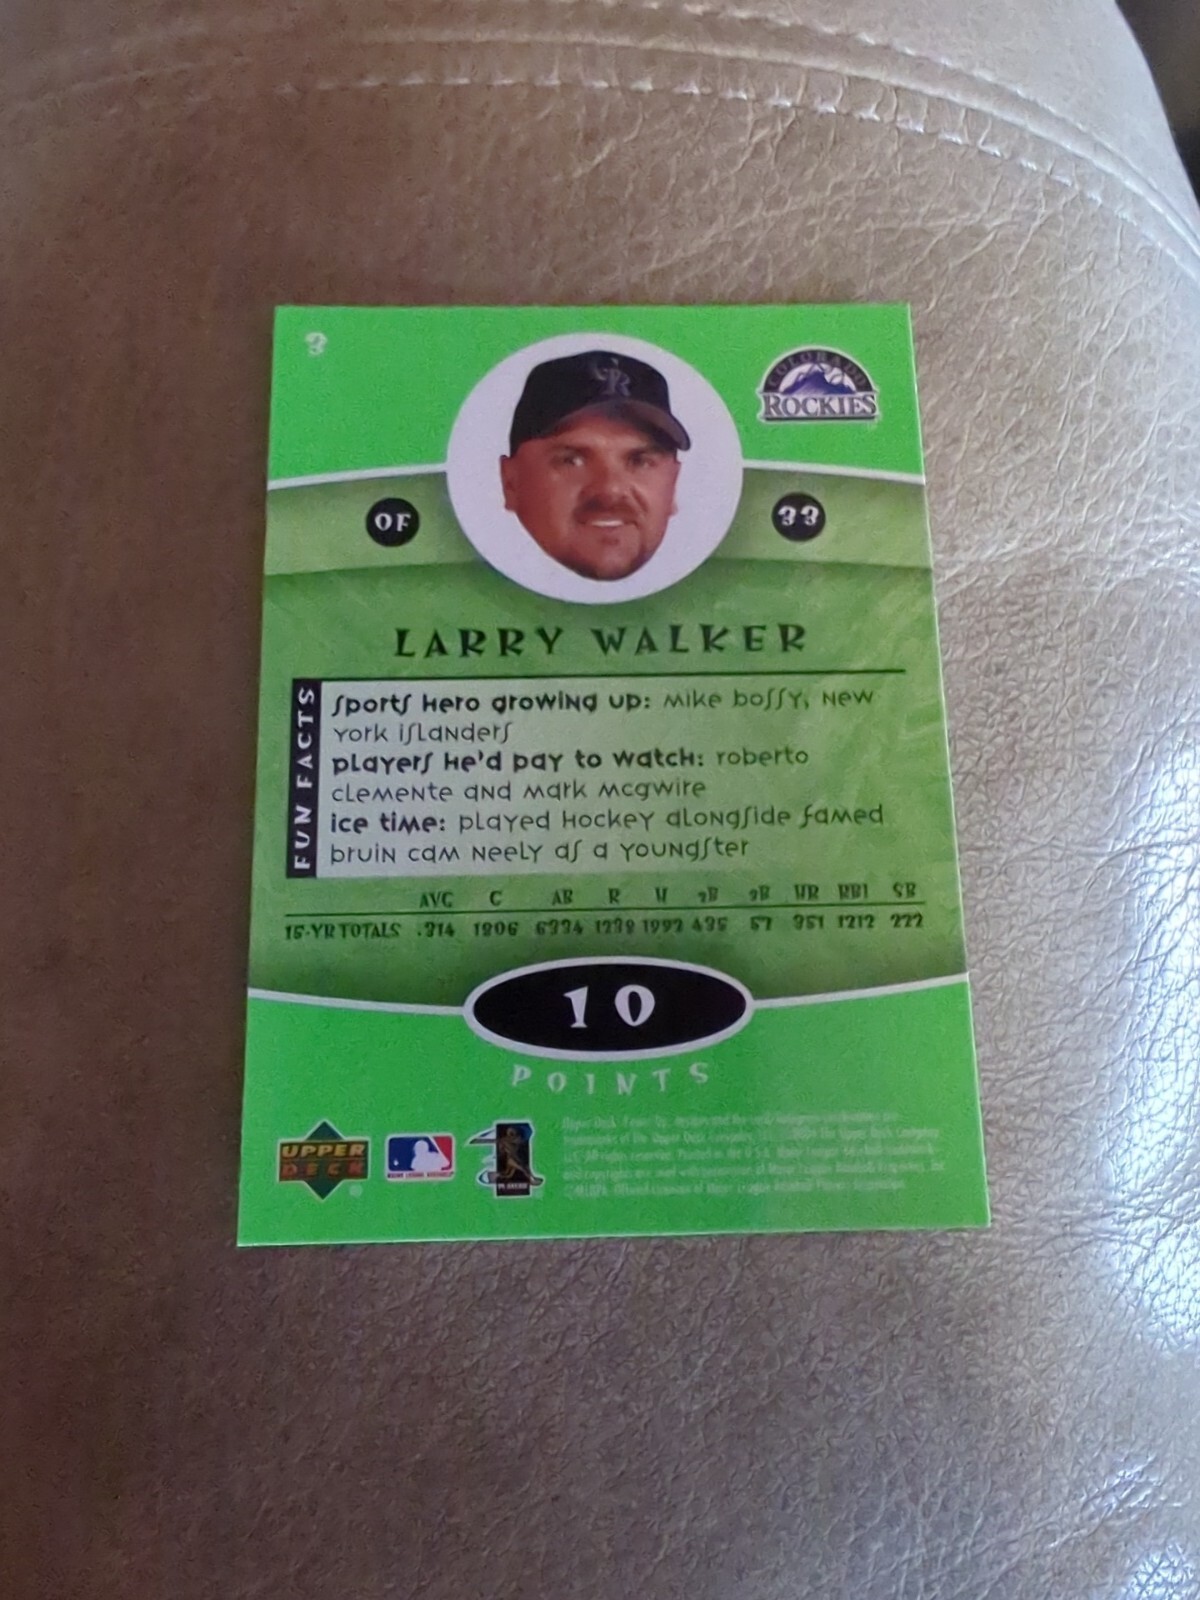 3
COLORADO
ROCKIES
CR
OF
33
LARRY WALKER
FUN FACTS
sports hero growing up: mike bossy, new
york islanders
players he'd pay to watch: roberto
clemente and mark mcgwire
ice time: played hockey alongside famed
bruin cam neely as a youngster
AVG G AB R H 2B 3B HR RBI SB
15-YR TOTALS .314 1806 6334 1239 1992 435 57 351 1212 222
10
POINTS
UPPER
DECK